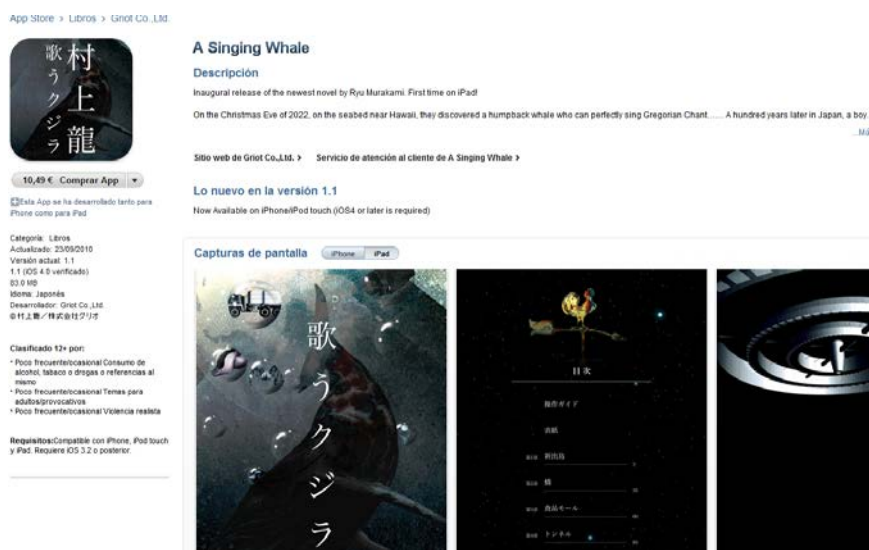 App Store > Libros > Griot Co.,Ltd.
歌うクジラ
村上龍
10,49 € Comprar App
Esta App se ha desarrollado tanto para
iPhone como para iPad
Categoría: Libros
Actualizado: 23/09/2010
Versión actual: 1.1
1.1 (iOS 4.0 verificado)
83.0 MB
Idioma: Japonés
Desarrollador: Griot Co.,Ltd.
©村上龍／株式会社グリオ
Clasificado 12+ por:
Poco frecuente/ocasional Consumo de
alcohol, tabaco o drogas o referencias al
mismo
Poco frecuente/ocasional Temas para
adultos/provocativos
Poco frecuente/ocasional Violencia realista
Requisitos:Compatible con iPhone, iPod touch
y iPad. Requiere iOS 3.2 o posterior.
A Singing Whale
Descripción
Inaugural release of the newest novel by Ryu Murakami. First time on iPad!
On the Christmas Eve of 2022, on the seabed near Hawaii, they discovered a humpback whale who can perfectly sing Gregorian Chant....... A hundred years later in Japan, a boy
...Má
Sitio web de Griot Co.,Ltd. > Servicio de atención al cliente de A Singing Whale >
Lo nuevo en la versión 1.1
Now Available on iPhone/iPod touch.(iOS4 or later is required)
Capturas de pantalla iPhone iPad
歌うクジラ
目次
操作ガイド
表紙
新出島
橋
食品モール
トンネル